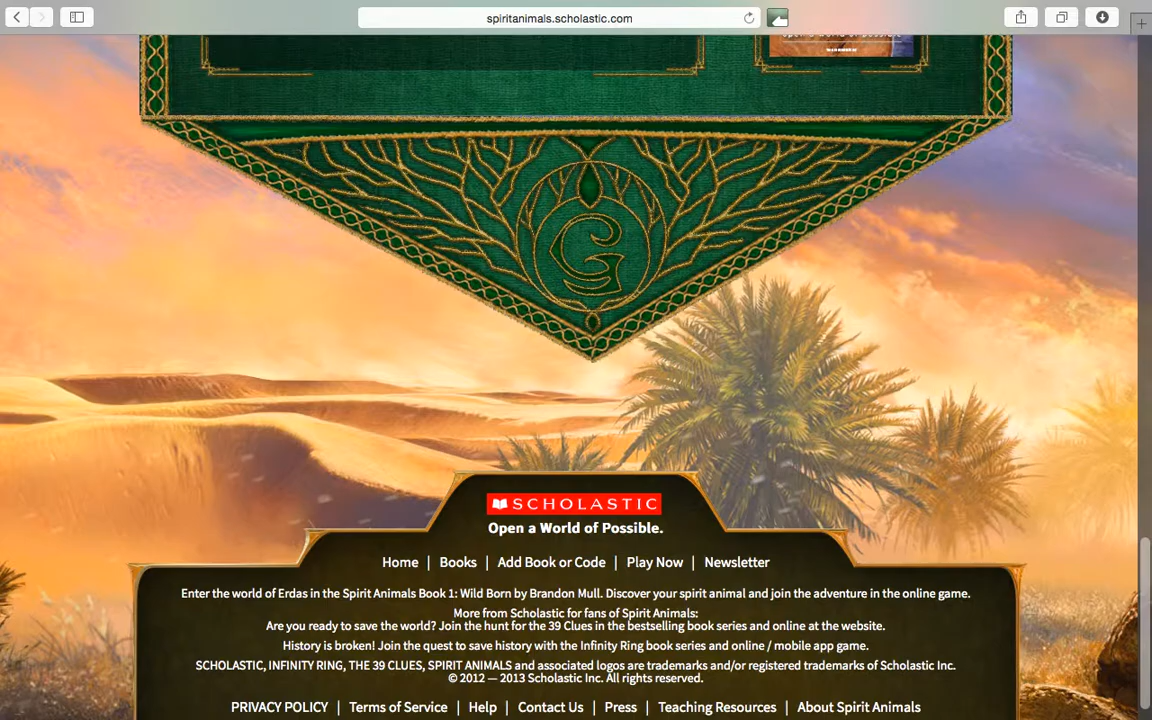 spiritanimals.scholastic.com
G
SCHOLASTIC
Open a World of Possible.
Home | Books | Add Book or Code | Play Now | Newsletter
Enter the world of Erdas in the Spirit Animals Book 1: Wild Born by Brandon Mull. Discover your spirit animal and join the adventure in the online game.
More from Scholastic for fans of Spirit Animals:
Are you ready to save the world? Join the hunt for the 39 Clues in the bestselling book series and online at the website.
History is broken! Join the quest to save history with the Infinity Ring book series and online / mobile app game.
SCHOLASTIC, INFINITY RING, THE 39 CLUES, SPIRIT ANIMALS and associated logos are trademarks and/or registered trademarks of Scholastic Inc.
© 2012 — 2013 Scholastic Inc. All rights reserved.
PRIVACY POLICY | Terms of Service | Help | Contact Us | Press | Teaching Resources | About Spirit Animals